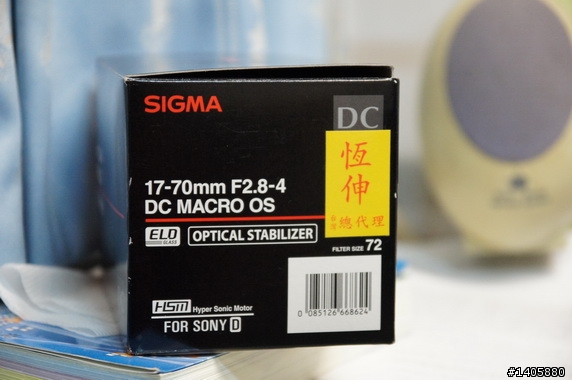 SIGMA
DC
恆
伸
17-70mm F2.8-4
DC MACRO OS
總代理
ELD GLASS
OPTICAL STABILIZER
FILTER SIZE 72
HSM Hyper Sonic Motor
FOR SONY D
0 085126 668624
#1405880